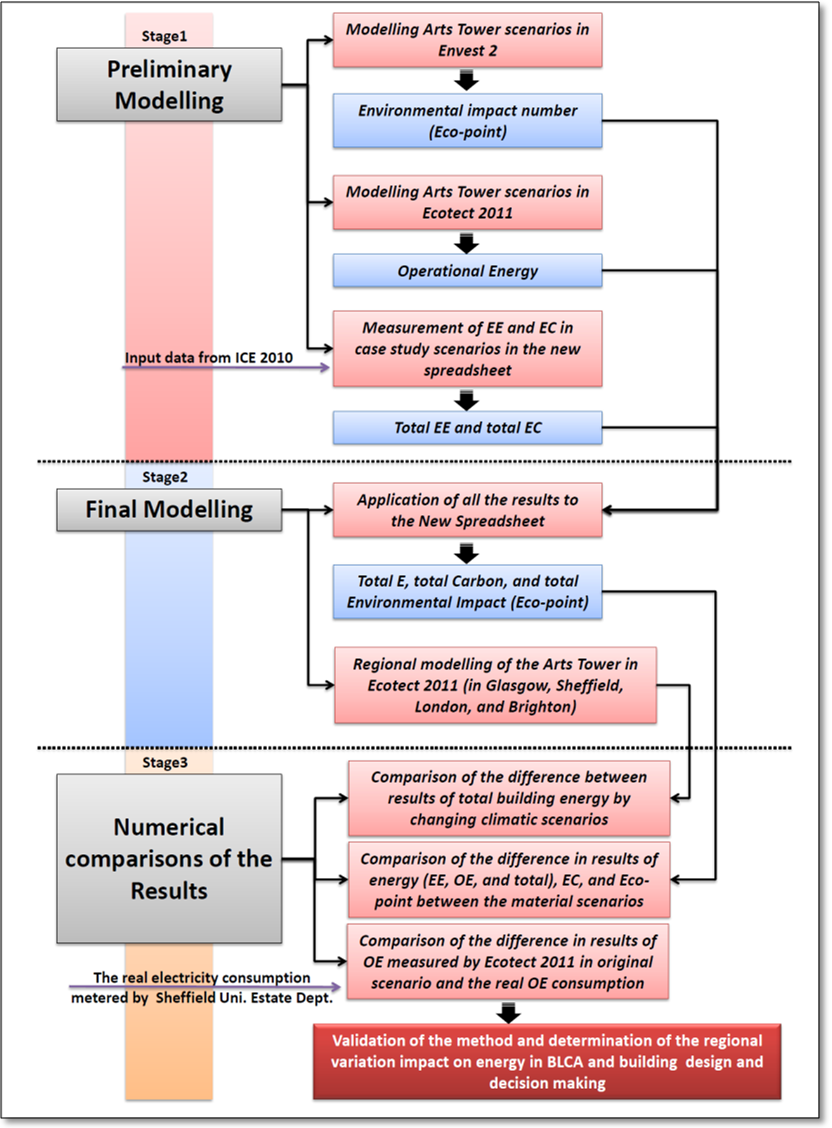 Stage1
Preliminary
Modelling
Modelling Arts Tower scenarios in
Envest 2
Environmental impact number
(Eco-point)
Modelling Arts Tower scenarios in
Ecotect 2011
Operational Energy
Measurement of EE and EC in
case study scenarios in the new
spreadsheet
Input data from ICE 2010
Total EE and total EC
Stage2
Final Modelling
Application of all the results to
the New Spreadsheet
Total E, total Carbon, and total
Environmental Impact (Eco-point)
Regional modelling of the Arts Tower in
Ecotect 2011 (in Glasgow, Sheffield,
London, and Brighton)
Stage3
Numerical
comparisons of the
Results
Comparison of the difference between
results of total building energy by
changing climatic scenarios
Comparison of the difference in results of
energy (EE, OE, and total), EC, and Eco-
point between the material scenarios
Comparison of the difference in results of
OE measured by Ecotect 2011 in original
scenario and the real OE consumption
The real electricity consumption
metered by Sheffield Uni. Estate Dept.
Validation of the method and determination of the regional
variation impact on energy in BLCA and building design and
decision making